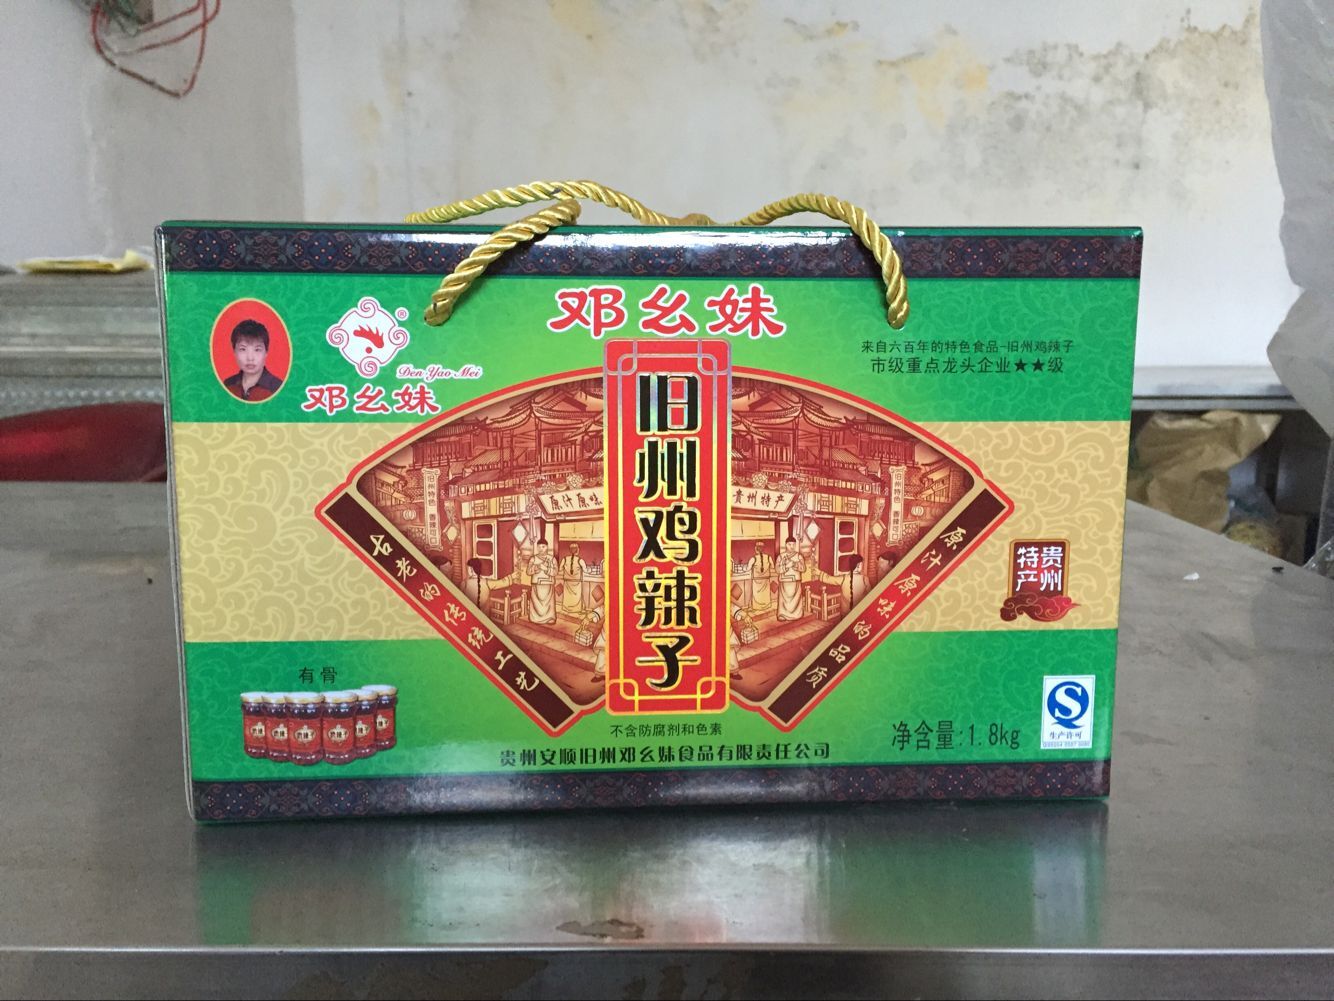 邓幺妹
®
Den Yao Mei
邓幺妹
来自六百年的特色食品-旧州鸡辣子
市级重点龙头企业★★级
旧州鸡辣子
原汁原味
贵州特产
古老的传统工艺
原汁原味的品质
贵州
特产
有骨
不含防腐剂和色素
贵州安顺旧州邓幺妹食品有限责任公司
净含量:1.8kg
生产许可